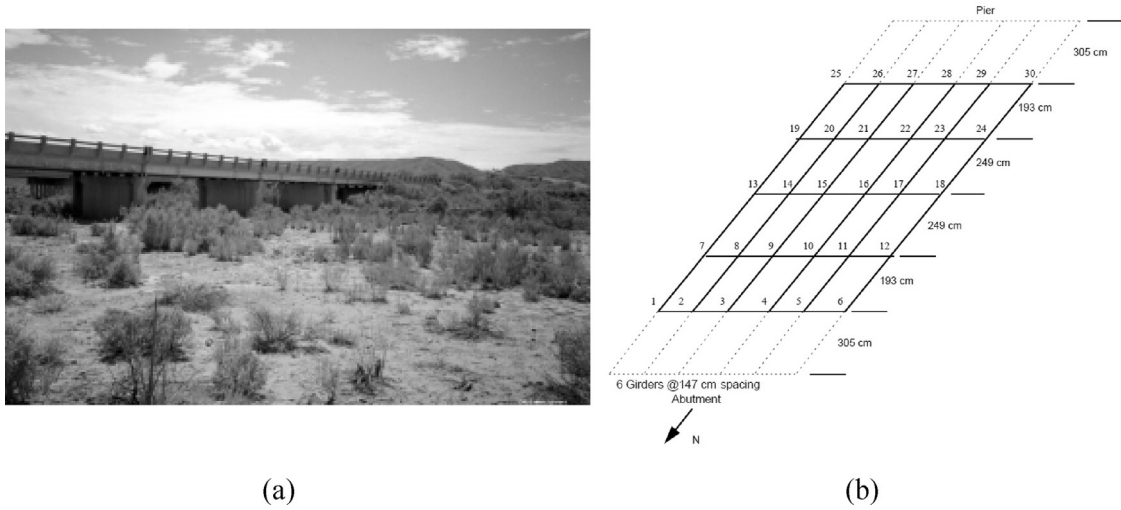 Pier
305 cm
25 26 27 28 29 30
193 cm
19 20 21 22 23 24
249 cm
13 14 15 16 17 18
249 cm
7 8 9 10 11 12
193 cm
1 2 3 4 5 6
305 cm
6 Girders @147 cm spacing
Abutment
N
(a) (b)